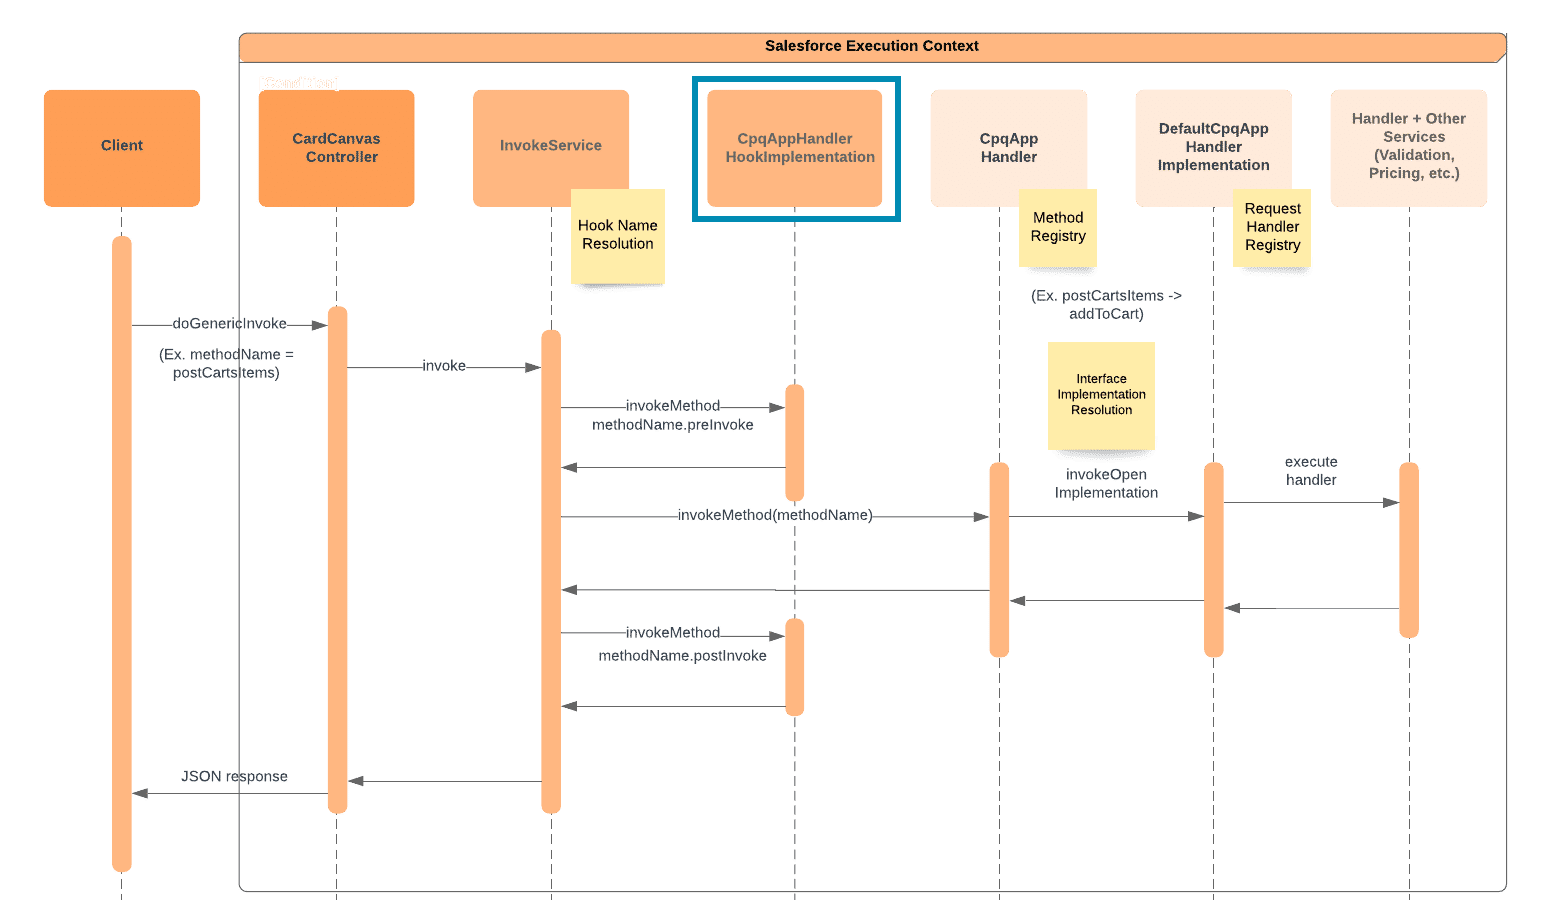 Salesforce Execution Context
[Condition]
Client
CardCanvas
Controller
InvokeService
CpqAppHandler
HookImplementation
CpqApp
Handler
DefaultCpqApp
Handler
Implementation
Handler + Other
Services
(Validation,
Pricing, etc.)
Hook Name
Resolution
Method
Registry
Request
Handler
Registry
(Ex. postCartsItems ->
addToCart)
doGenericInvoke
(Ex. methodName =
postCartsItems)
invoke
Interface
Implementation
Resolution
invokeMethod
methodName.preInvoke
execute
handler
invokeOpen
Implementation
invokeMethod(methodName)
invokeMethod
methodName.postInvoke
JSON response